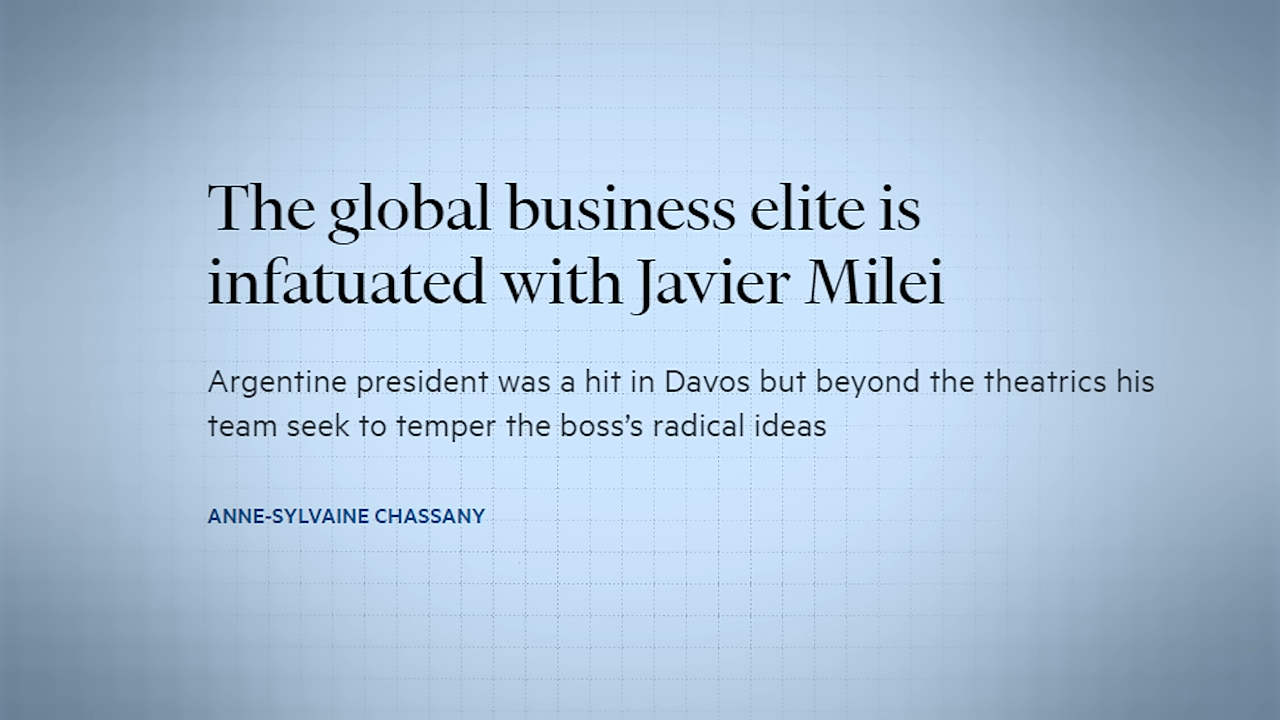 The global business elite is
infatuated with Javier Milei
Argentine president was a hit in Davos but beyond the theatrics his
team seek to temper the boss’s radical ideas
ANNE-SYLVAINE CHASSANY